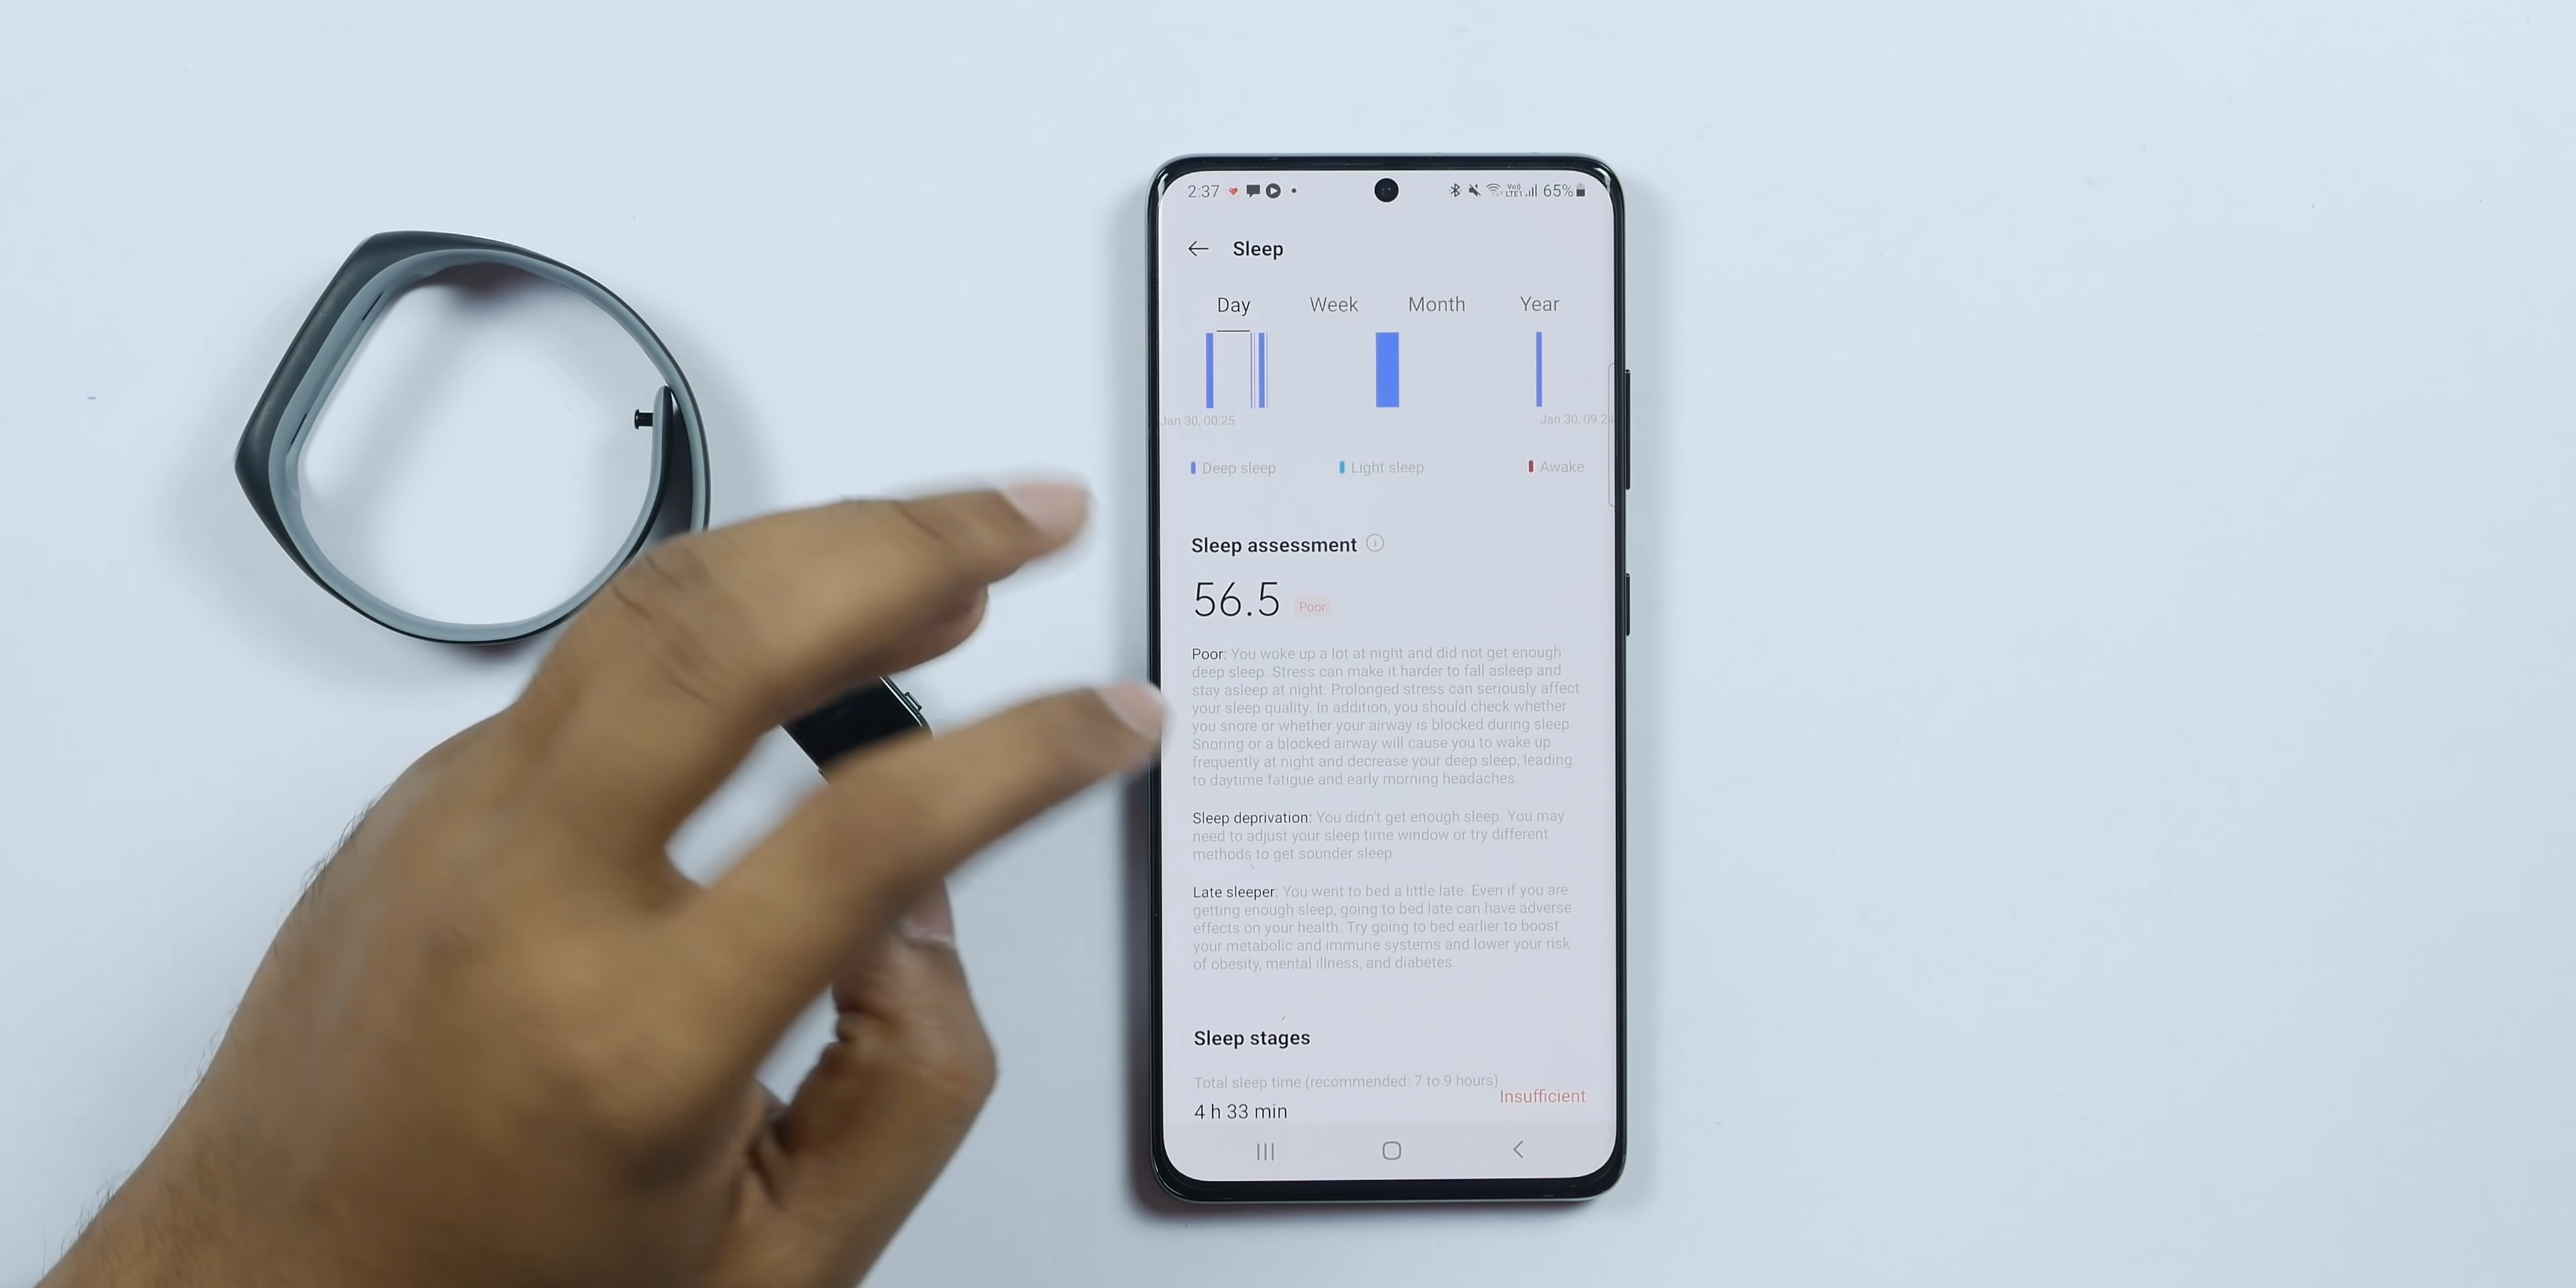 2:37 65%
Sleep
Day Week Month Year
Jan 30, 00:25 Jan 30, 09:2
Deep sleep Light sleep Awake
Sleep assessment
56.5 Poor
Poor: You woke up a lot at night and did not get enough
deep sleep. Stress can make it harder to fall asleep and
stay asleep at night. Prolonged stress can seriously affect
your sleep quality. In addition, you should check whether
you snore or whether your airway is blocked during sleep.
Snoring or a blocked airway will cause you to wake up
frequently at night and decrease your deep sleep, leading
to daytime fatigue and early morning headaches.
Sleep deprivation: You didn't get enough sleep. You may
need to adjust your sleep time window or try different
methods to get sounder sleep.
Late sleeper: You went to bed a little late. Even if you are
getting enough sleep, going to bed late can have adverse
effects on your health. Try going to bed earlier to boost
your metabolic and immune systems and lower your risk
of obesity, mental illness, and diabetes.
Sleep stages
Total sleep time (recommended: 7 to 9 hours)
Insufficient
4 h 33 min